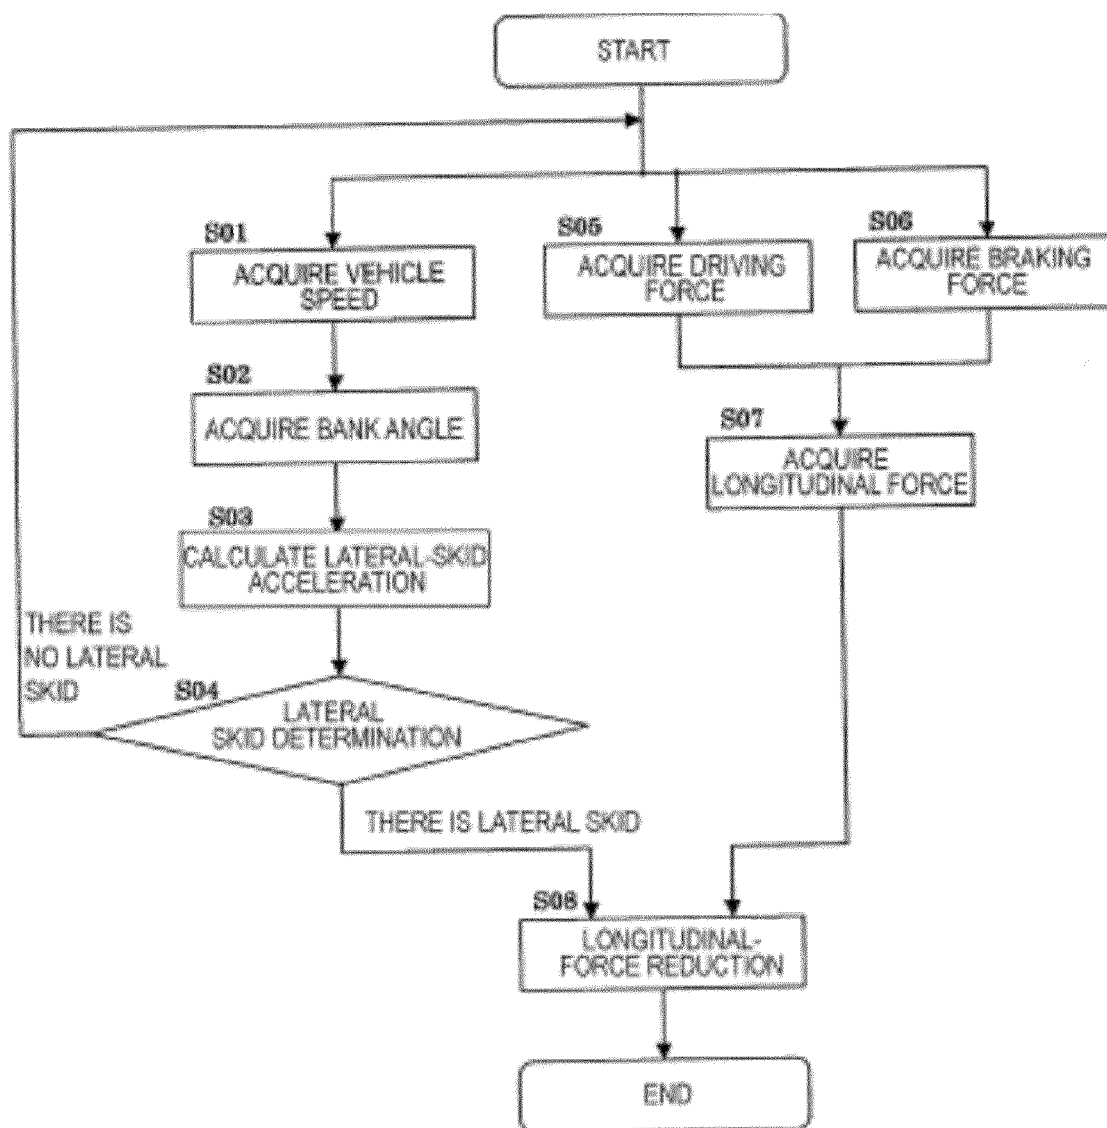 START
S01
ACQUIRE VEHICLE
SPEED
S05
ACQUIRE DRIVING
FORCE
S06
ACQUIRE BRAKING
FORCE
S02
ACQUIRE BANK ANGLE
S07
ACQUIRE
LONGITUDINAL FORCE
S03
CALCULATE LATERAL-SKID
ACCELERATION
THERE IS
NO LATERAL
SKID
S04
LATERAL
SKID DETERMINATION
THERE IS LATERAL SKID
S08
LONGITUDINAL-
FORCE REDUCTION
END